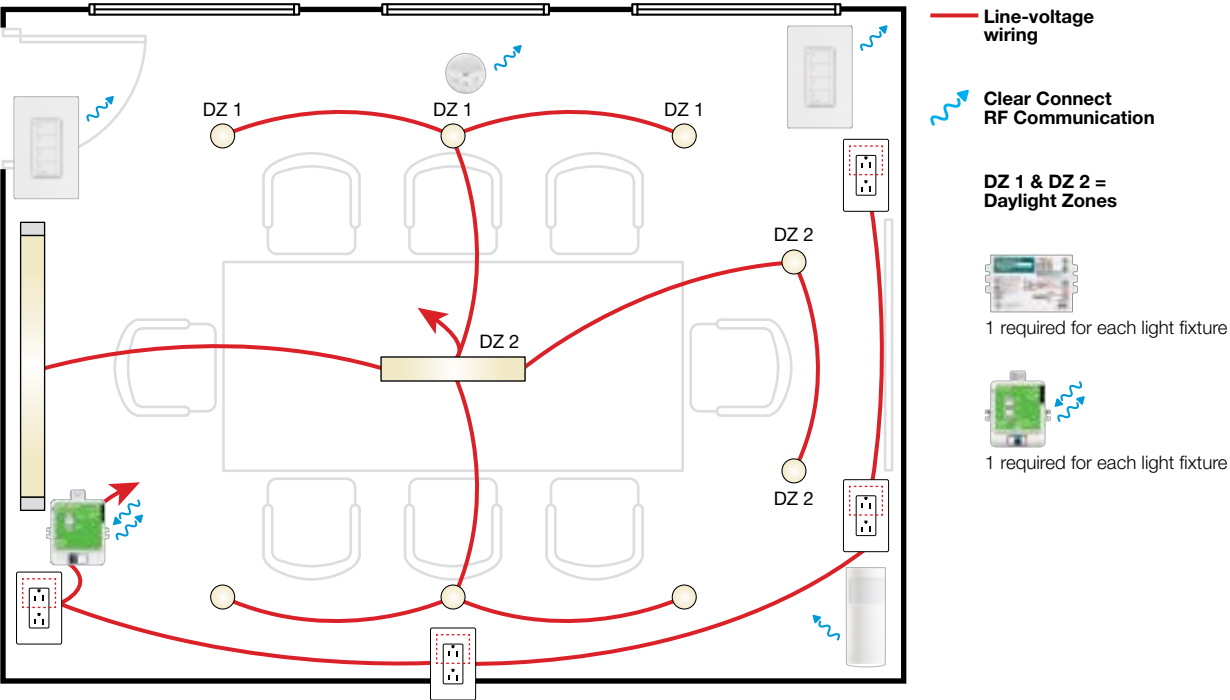 Line-voltage
wiring
Clear Connect
RF Communication
DZ 1 & DZ 2 =
Daylight Zones
1 required for each light fixture
1 required for each light fixture
DZ 1
DZ 1
DZ 1
DZ 2
DZ 2
DZ 2